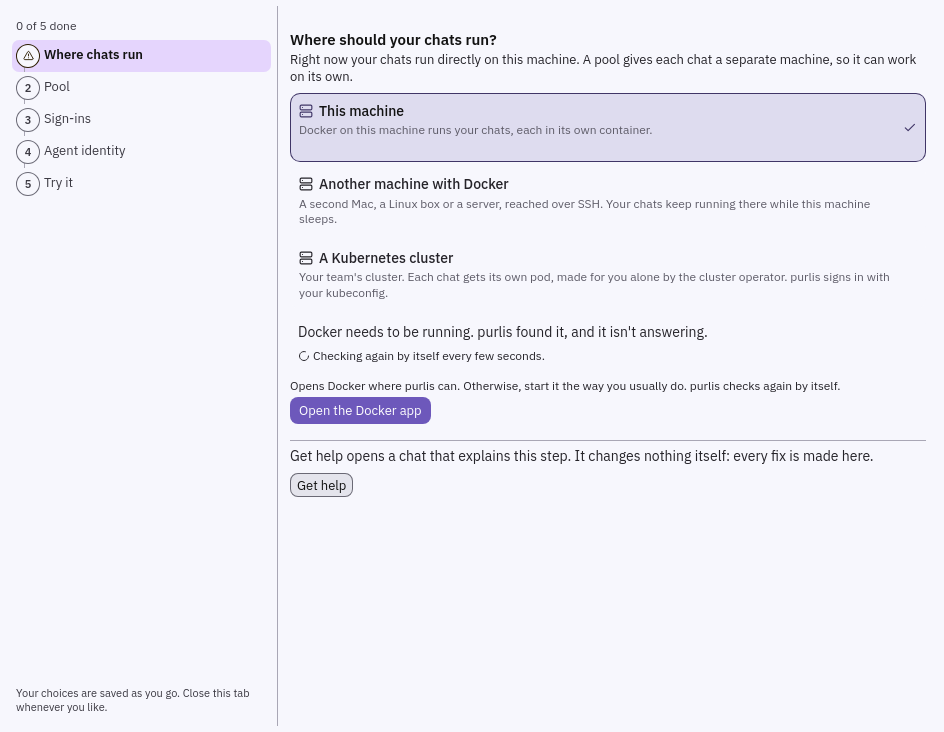 0 of 5 done
Where chats run
2 Pool
3 Sign-ins
4 Agent identity
5 Try it
Your choices are saved as you go. Close this tab
whenever you like.
Where should your chats run?
Right now your chats run directly on this machine. A pool gives each chat a separate machine, so it can work
on its own.
This machine
Docker on this machine runs your chats, each in its own container.
Another machine with Docker
A second Mac, a Linux box or a server, reached over SSH. Your chats keep running there while this machine
sleeps.
A Kubernetes cluster
Your team's cluster. Each chat gets its own pod, made for you alone by the cluster operator. purlis signs in with
your kubeconfig.
Docker needs to be running. purlis found it, and it isn't answering.
Checking again by itself every few seconds.
Opens Docker where purlis can. Otherwise, start it the way you usually do. purlis checks again by itself.
Open the Docker app
Get help opens a chat that explains this step. It changes nothing itself: every fix is made here.
Get help